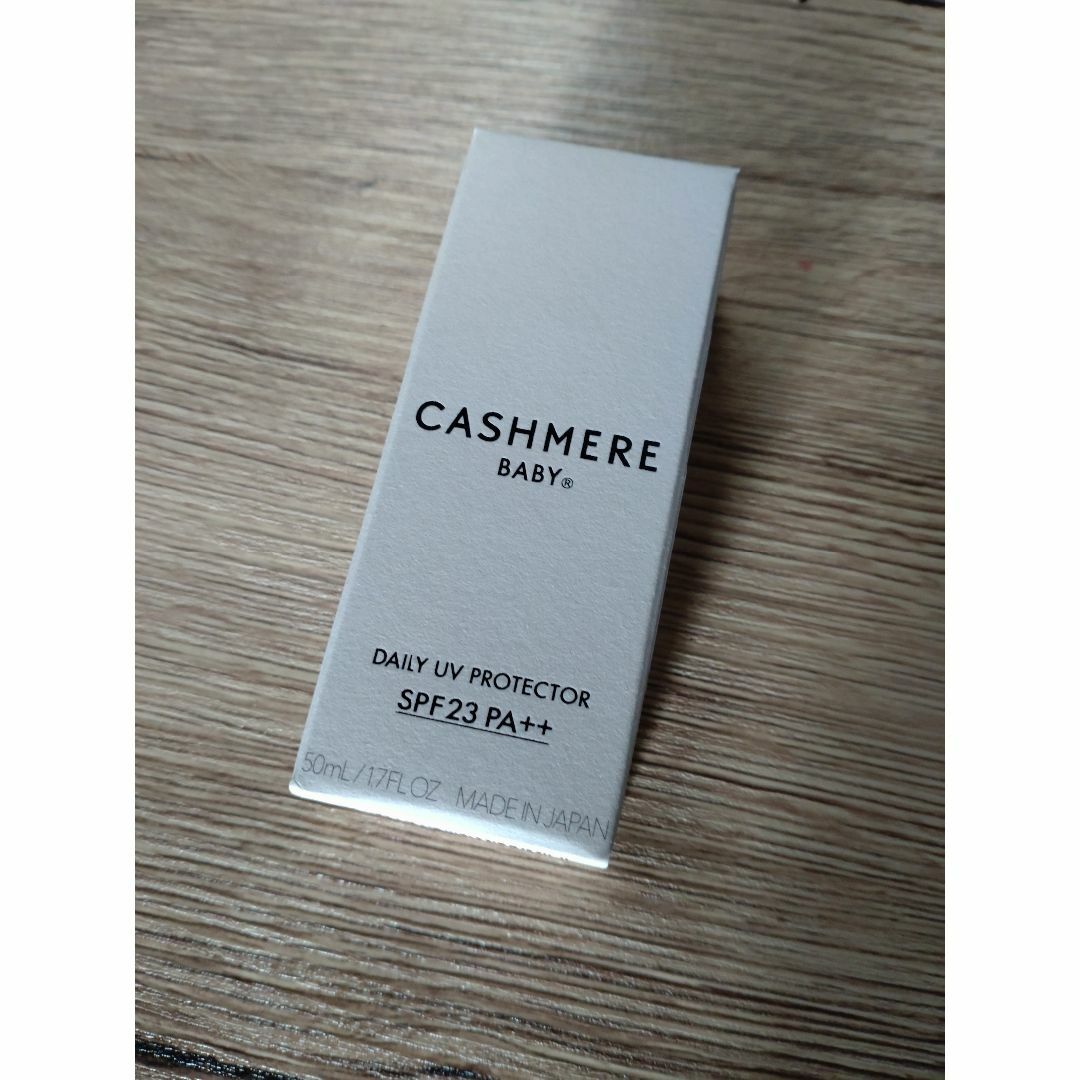 CASHMERE
BABY®
DAILY UV PROTECTOR
SPF23 PA++
50mL/1.7FL OZ MADE IN JAPAN